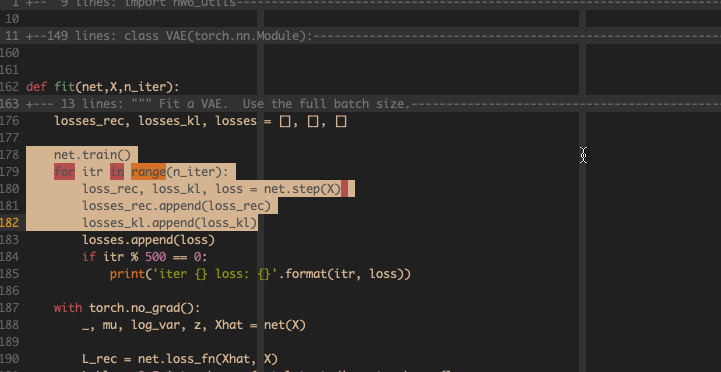 1 +-- 9 lines: import hw6_utils
10
11 +--149 lines: class VAE(torch.nn.Module):
160
161
162 def fit(net,X,n_iter):
163 +--- 13 lines: """ Fit a VAE.  Use the full batch size.
176     losses_rec, losses_kl, losses = [], [], []
177
178     net.train()
179     for itr in range(n_iter):
180         loss_rec, loss_kl, loss = net.step(X)
181         losses_rec.append(loss_rec)
182         losses_kl.append(loss_kl)
183         losses.append(loss)
184         if itr % 500 == 0:
185             print('iter {} loss: {}'.format(itr, loss))
186
187     with torch.no_grad():
188         _, mu, log_var, z, Xhat = net(X)
189
190         L_rec = net.loss_fn(Xhat, X)